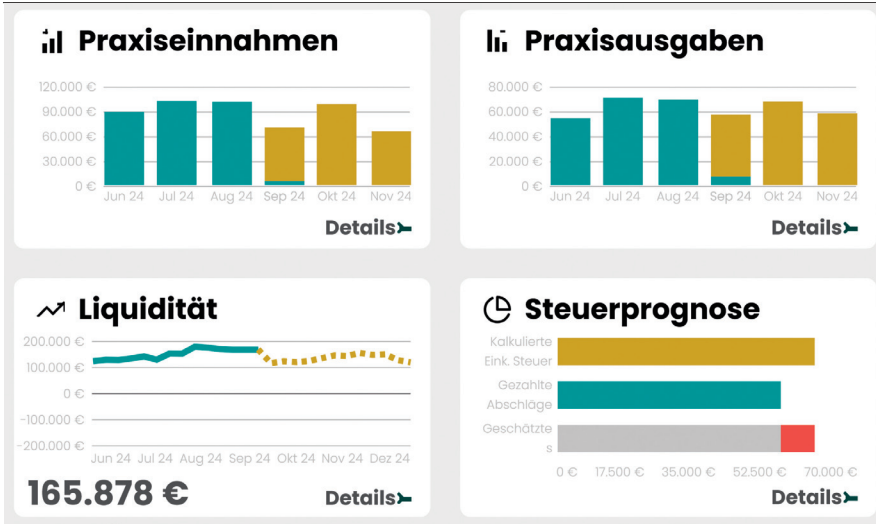 Praxiseinnahmen
120.000 €
90.000 €
60.000 €
30.000 €
0 €
Jun 24 Jul 24 Aug 24 Sep 24 Okt 24 Nov 24
Details
Praxisausgaben
80.000 €
60.000 €
40.000 €
20.000 €
0 €
Jun 24 Jul 24 Aug 24 Sep 24 Okt 24 Nov 24
Details
Liquidität
200.000 €
100.000 €
0 €
-100.000 €
-200.000 €
Jun 24 Jul 24 Aug 24 Sep 24 Okt 24 Nov 24 Dez 24
165.878 €
Details
Steuerprognose
Kalkulierte
Eink. Steuer
Gezahlte
Abschläge
Geschätzte
s
0 € 17.500 € 35.000 € 52.500 € 70.000 €
Details